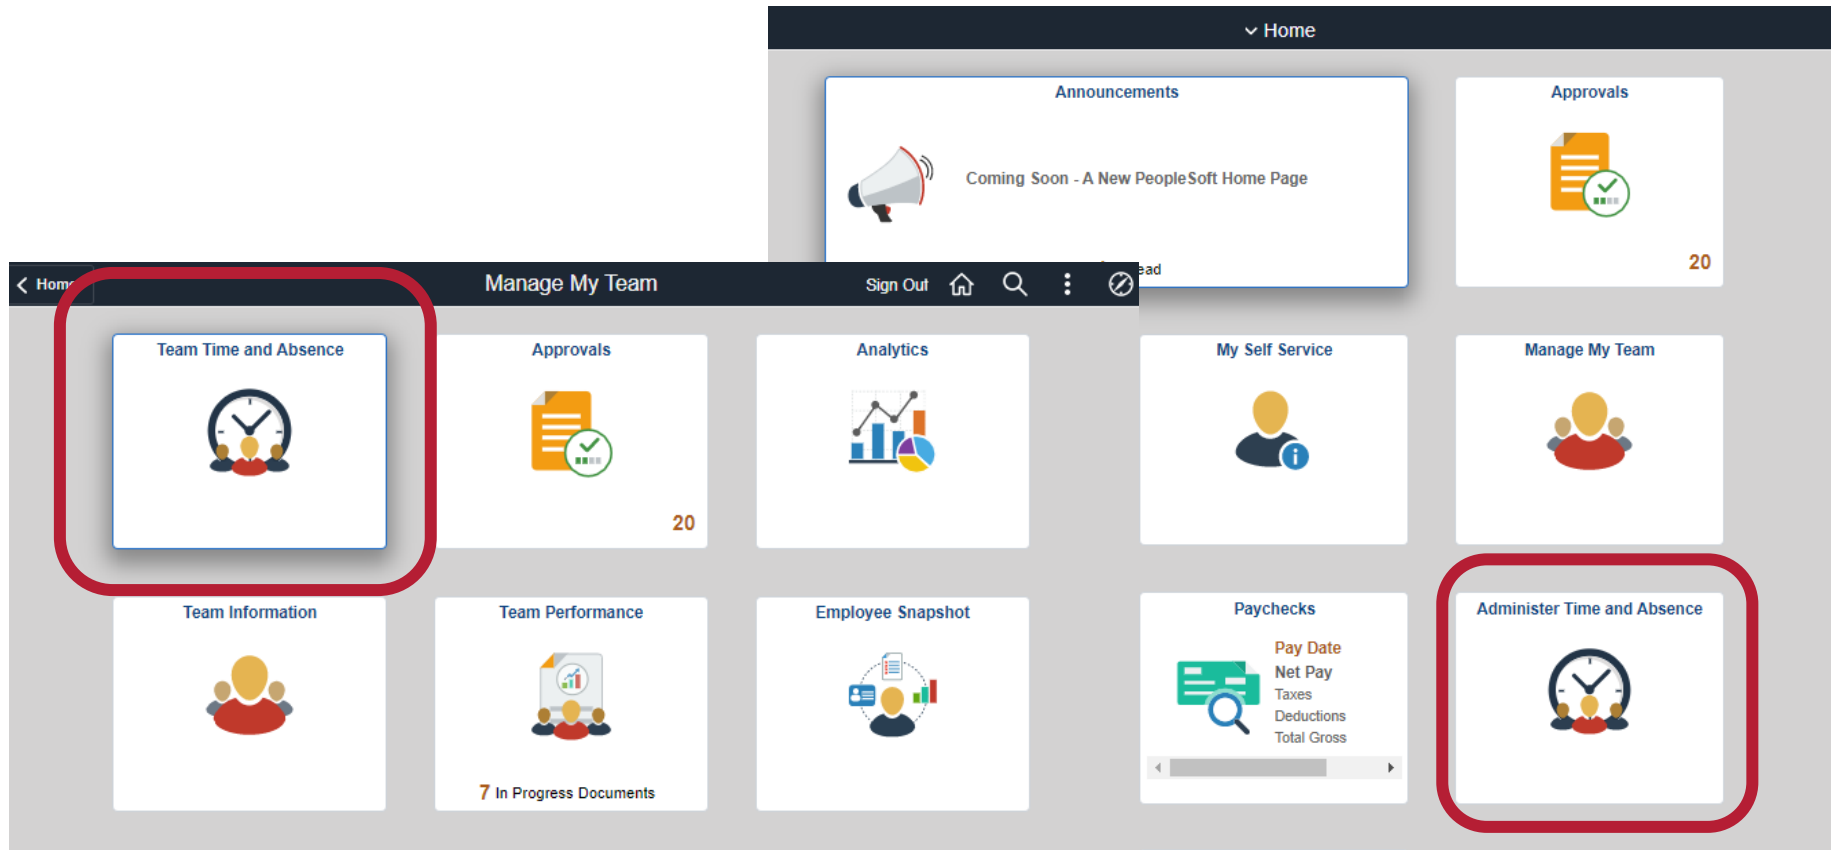 Home
Announcements
Coming Soon - A New PeopleSoft Home Page
Approvals
20
Home
Manage My Team
Sign Out
Team Time and Absence
Approvals
20
Analytics
My Self Service
Manage My Team
Team Information
Team Performance
7 In Progress Documents
Employee Snapshot
Paychecks
Pay Date
Net Pay
Taxes
Deductions
Total Gross
Administer Time and Absence